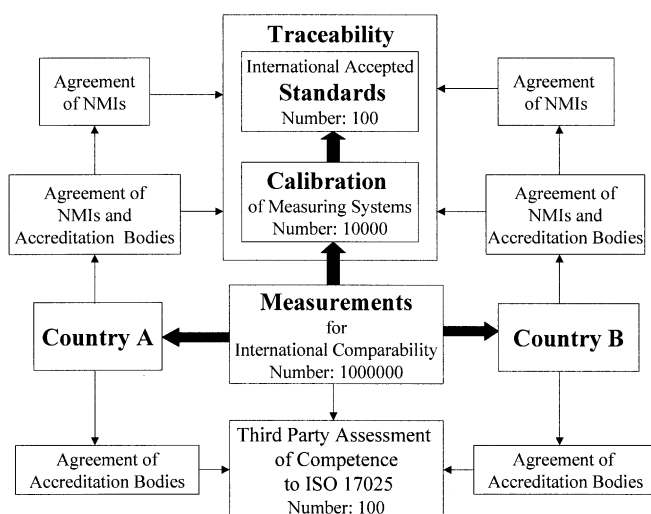 Traceability
International Accepted
Standards
Number: 100
Agreement
of NMIs
Agreement
of NMIs
Calibration
of Measuring Systems
Number: 10000
Agreement of
NMIs and
Accreditation Bodies
Agreement of
NMIs and
Accreditation Bodies
Measurements
for
International Comparability
Number: 1000000
Country A
Country B
Third Party Assessment
of Competence
to ISO 17025
Number: 100
Agreement of
Accreditation Bodies
Agreement of
Accreditation Bodies